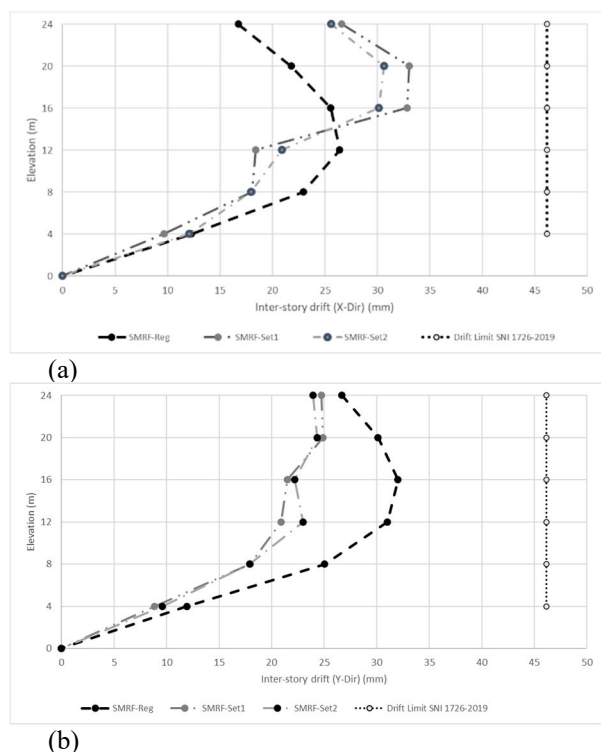 24
20
16
12
8
4
0
Elevation (m)
0 5 10 15 20 25 30 35 40 45 50
Inter-story drift (X-Dir) (mm)
SMRF-Reg SMRF-Set1 SMRF-Set2 Drift Limit SNI 1726-2019
(a)
24
20
16
12
8
4
0
Elevation (m)
0 5 10 15 20 25 30 35 40 45 50
Inter-story drift (Y-Dir) (mm)
SMRF-Reg SMRF-Set1 SMRF-Set2 Drift Limit SNI 1726-2019
(b)